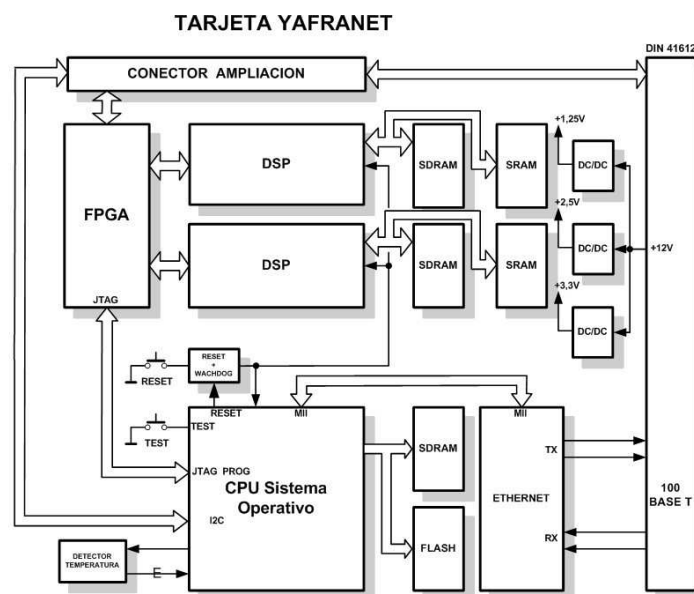 TARJETA YAFRANET
DIN 41612
CONECTOR AMPLIACION
+1,25V
DSP
SDRAM
SRAM
DC/DC
FPGA
+2,5V
DSP
SDRAM
SRAM
DC/DC
+12V
+3,3V
JTAG
DC/DC
RESET
+
WACHDOG
RESET
RESET
MII
MII
TEST
TEST
SDRAM
TX
JTAG PROG
CPU Sistema
Operativo
ETHERNET
100
BASE T
I2C
FLASH
RX
DETECTOR
TEMPERATURA
E